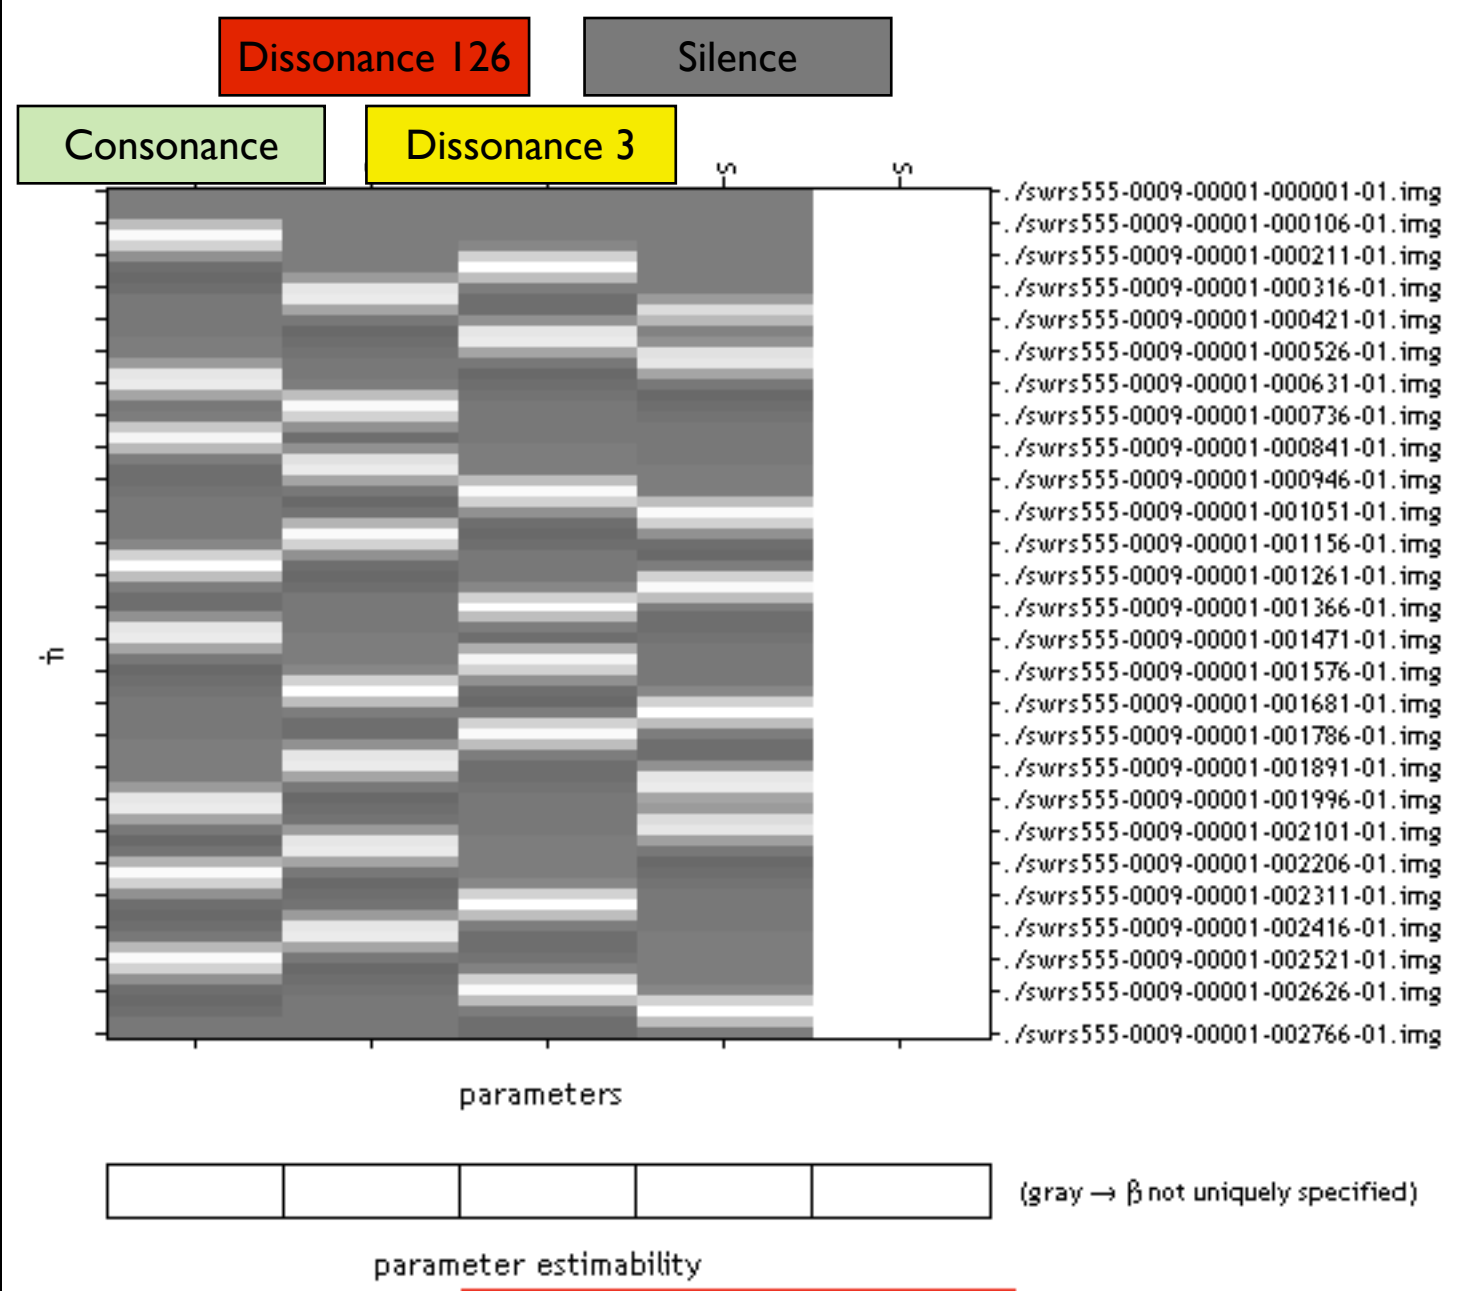 Dissonance 126
Silence
Consonance
Dissonance 3
S
S
./swrs555-0009-00001-000001-01.img
./swrs555-0009-00001-000106-01.img
./swrs555-0009-00001-000211-01.img
./swrs555-0009-00001-000316-01.img
./swrs555-0009-00001-000421-01.img
./swrs555-0009-00001-000526-01.img
./swrs555-0009-00001-000631-01.img
./swrs555-0009-00001-000736-01.img
./swrs555-0009-00001-000841-01.img
./swrs555-0009-00001-000946-01.img
./swrs555-0009-00001-001051-01.img
./swrs555-0009-00001-001156-01.img
./swrs555-0009-00001-001261-01.img
./swrs555-0009-00001-001366-01.img
./swrs555-0009-00001-001471-01.img
./swrs555-0009-00001-001576-01.img
./swrs555-0009-00001-001681-01.img
./swrs555-0009-00001-001786-01.img
./swrs555-0009-00001-001891-01.img
./swrs555-0009-00001-001996-01.img
./swrs555-0009-00001-002101-01.img
./swrs555-0009-00001-002206-01.img
./swrs555-0009-00001-002311-01.img
./swrs555-0009-00001-002416-01.img
./swrs555-0009-00001-002521-01.img
./swrs555-0009-00001-002626-01.img
./swrs555-0009-00001-002766-01.img
parameters
(gray → β not uniquely specified)
parameter estimability